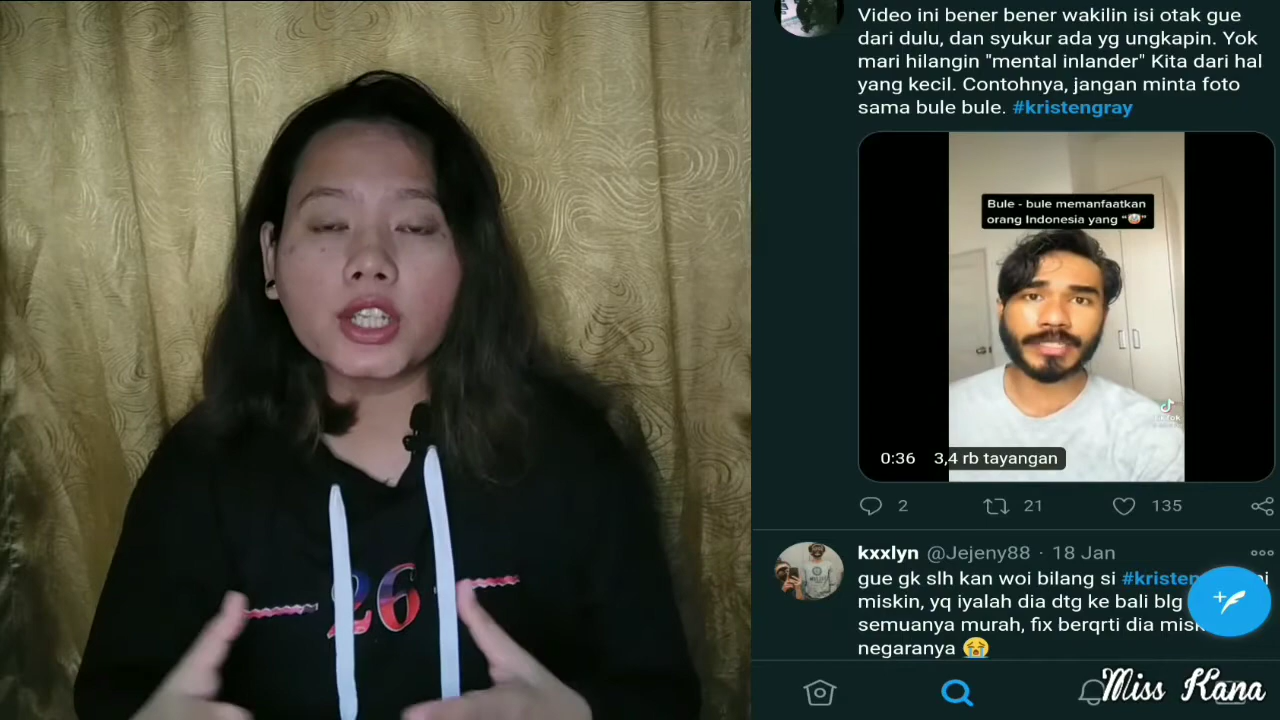 Video ini bener bener wakilin isi otak gue
dari dulu, dan syukur ada yg ungkapin. Yok
mari hilangin "mental inlander" Kita dari hal
yang kecil. Contohnya, jangan minta foto
sama bule bule. #kristengray
Bule - bule memanfaatkan
orang Indonesia yang "🤡"
0:36 3,4 rb tayangan
2 21 135
kxxlyn @Jejeny88 · 18 Jan
gue gk slh kan woi bilang si
miskin, yq iyalah dia dtg ke bali blg
semuanya murah, fix berqrti dia
negaranya 😭
26
Miss Kana